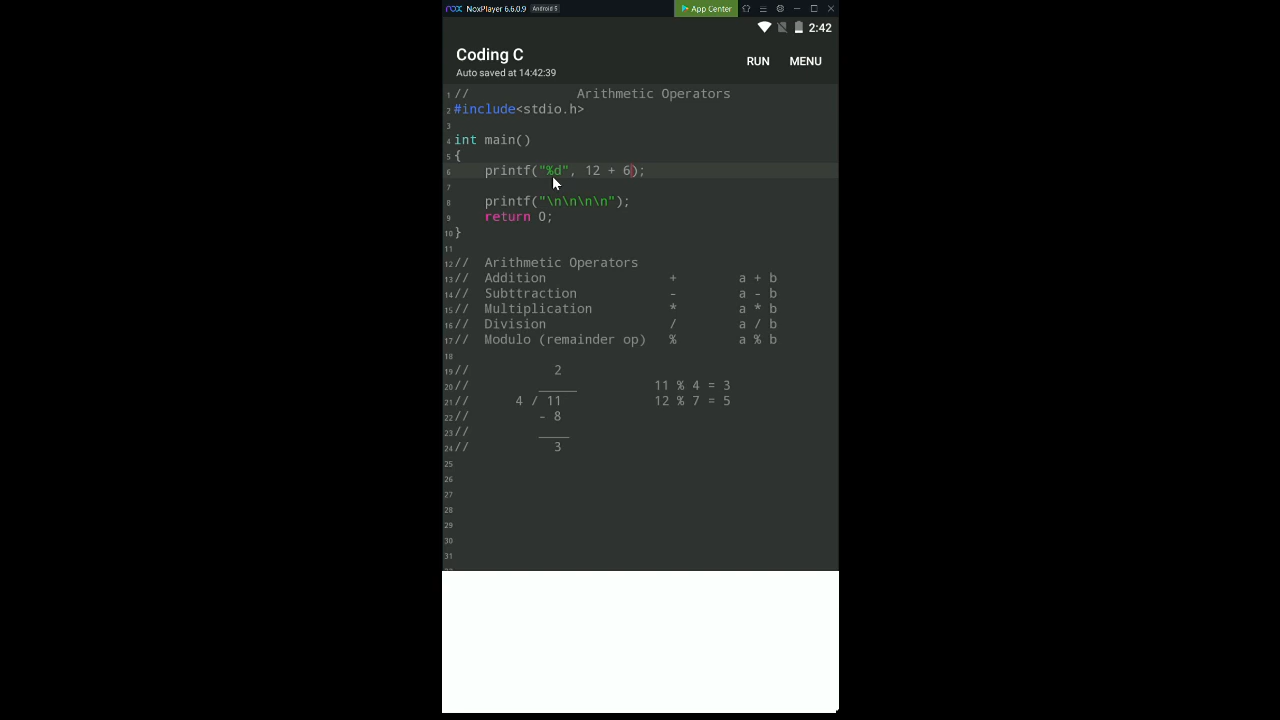 NoxPlayer 6.6.0.9 Android 5 App Center
2:42
Coding C
Auto saved at 14:42:39
RUN MENU
1 // Arithmetic Operators
2 #include<stdio.h>
3
4 int main()
5 {
6 printf("%d", 12 + 6);
7
8 printf("\n\n\n\n");
9 return 0;
10 }
11
12 // Arithmetic Operators
13 // Addition + a + b
14 // Subttraction - a - b
15 // Multiplication * a * b
16 // Division / a / b
17 // Modulo (remainder op) % a % b
18
19 // 2
20 // _____ 11 % 4 = 3
21 // 4 / 11 12 % 7 = 5
22 // - 8
23 // ____
24 // 3
25
26
27
28
29
30
31